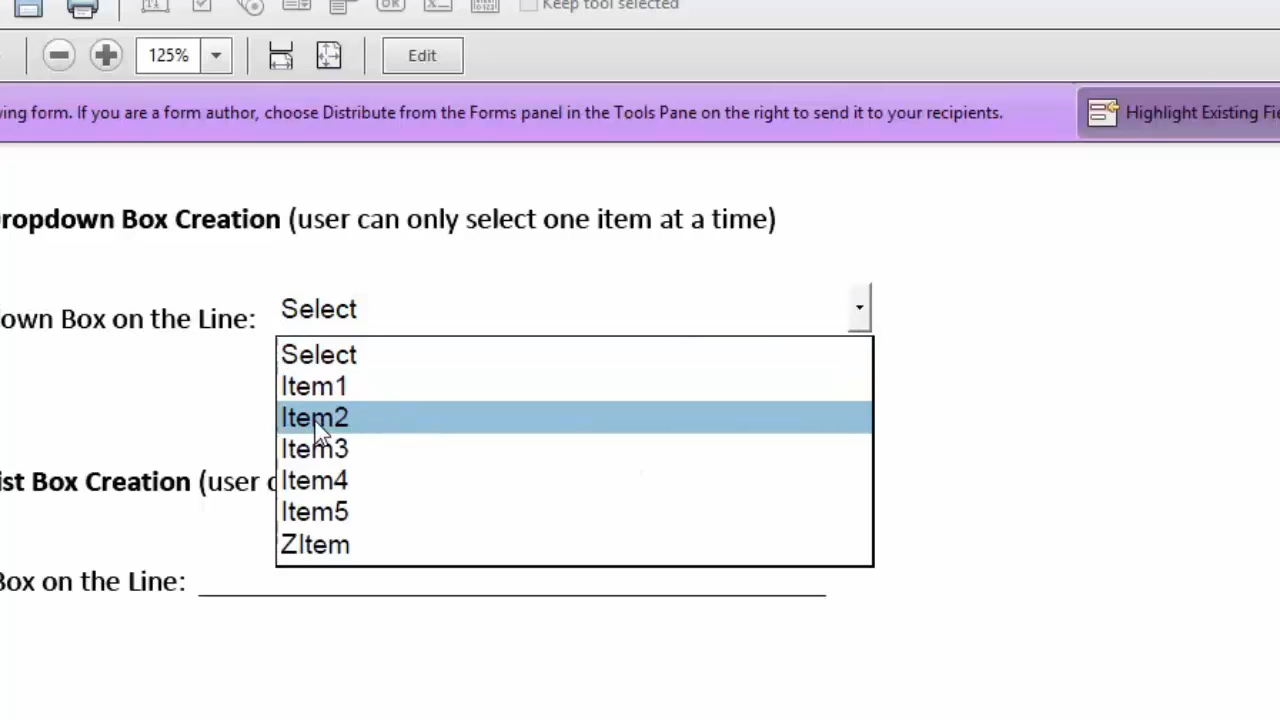 Keep tool selected
125%
Edit
ving form. If you are a form author, choose Distribute from the Forms panel in the Tools Pane on the right to send it to your recipients.
Highlight Existing Fie
ropdown Box Creation (user can only select one item at a time)
own Box on the Line:
Select
Select
Item1
Item2
Item3
ist Box Creation (user c
Item4
Item5
ZItem
Box on the Line: